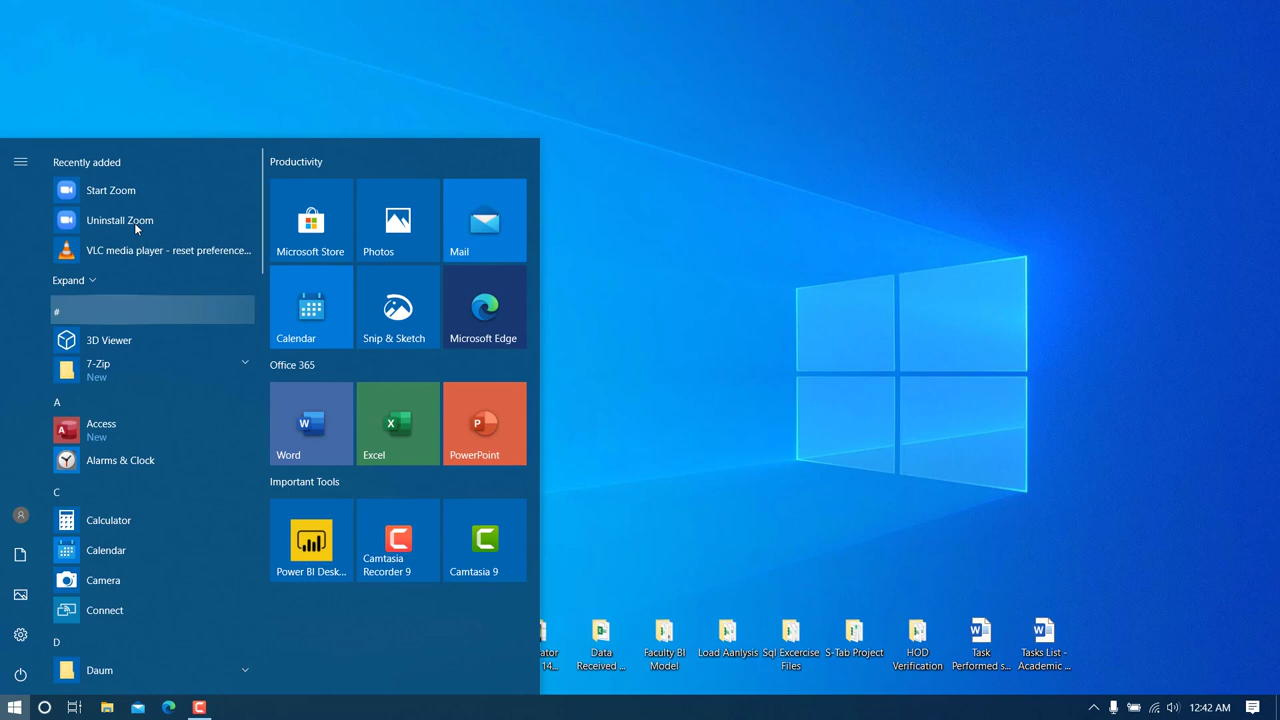 Recently added
Start Zoom
Uninstall Zoom
VLC media player - reset preference...
Expand
#
3D Viewer
7-Zip
New
A
Access
New
Alarms & Clock
C
Calculator
Calendar
Camera
Connect
D
Daum
Productivity
Microsoft Store
Photos
Mail
Calendar
Snip & Sketch
Microsoft Edge
Office 365
Word
Excel
PowerPoint
Important Tools
Power BI Desk...
Camtasia
Recorder 9
Camtasia 9
ator
14...
Data
Received ...
Faculty BI
Model
Load Aanlysis
Sql Excercise
Files
S-Tab Project
HOD
Verification
Task
Performed s...
Tasks List -
Academic ...
12:42 AM